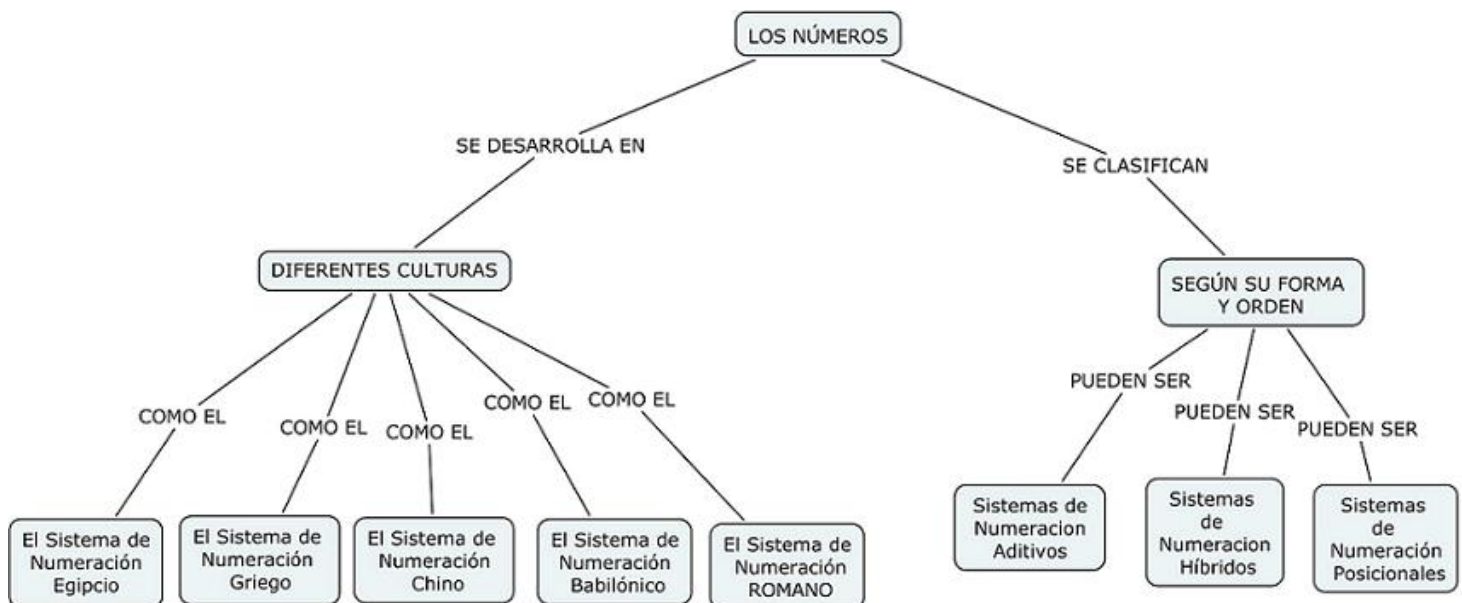 LOS NÚMEROS
SE DESARROLLA EN
SE CLASIFICAN
DIFERENTES CULTURAS
SEGÚN SU FORMA
Y ORDEN
COMO EL
COMO EL
COMO EL
COMO EL
COMO EL
PUEDEN SER
PUEDEN SER
PUEDEN SER
El Sistema de
Numeración
Egipcio
El Sistema de
Numeración
Griego
El Sistema de
Numeración
Chino
El Sistema de
Numeración
Babilónico
El Sistema de
Numeración
ROMANO
Sistemas de
Numeracion
Aditivos
Sistemas
de
Numeracion
Híbridos
Sistemas
de
Numeración
Posicionales